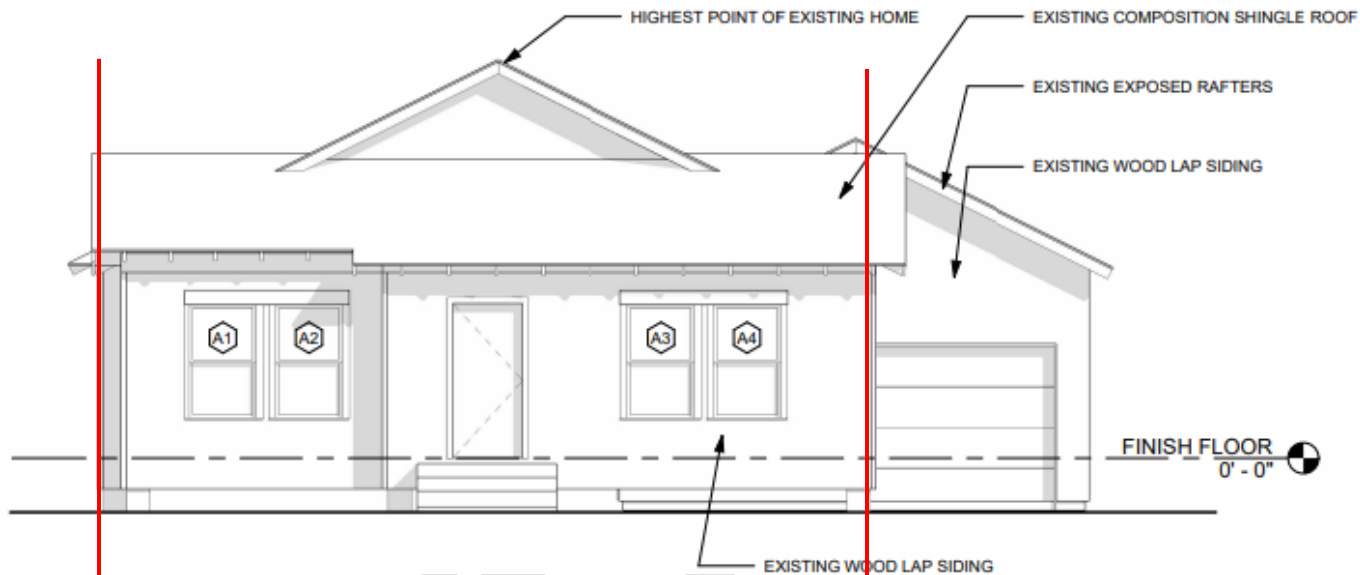 HIGHEST POINT OF EXISTING HOME
EXISTING COMPOSITION SHINGLE ROOF
EXISTING EXPOSED RAFTERS
EXISTING WOOD LAP SIDING
A1
A2
A3
A4
FINISH FLOOR
0' - 0"
EXISTING WOOD LAP SIDING